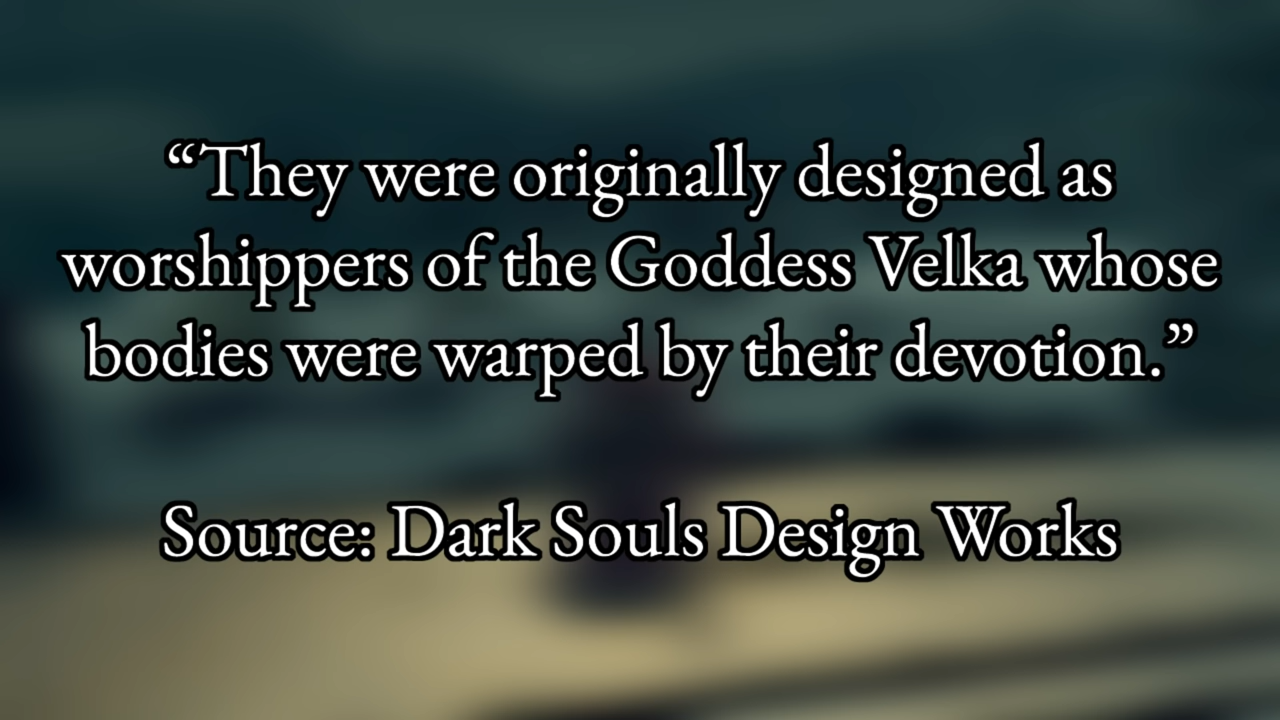 “They were originally designed as
worshippers of the Goddess Velka whose
bodies were warped by their devotion.”
Source: Dark Souls Design Works